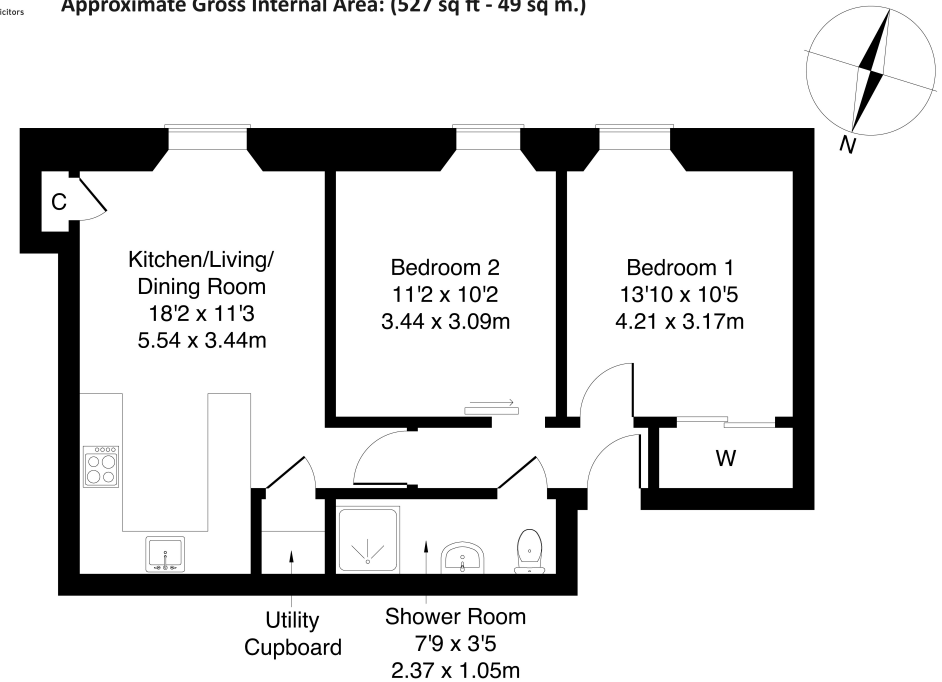 icitors
Approximate Gross Internal Area: (527 sq ft - 49 sq m.)
N
C
Kitchen/Living/
Dining Room
18'2 x 11'3
5.54 x 3.44m
Bedroom 2
11'2 x 10'2
3.44 x 3.09m
Bedroom 1
13'10 x 10'5
4.21 x 3.17m
W
Utility
Cupboard
Shower Room
7'9 x 3'5
2.37 x 1.05m